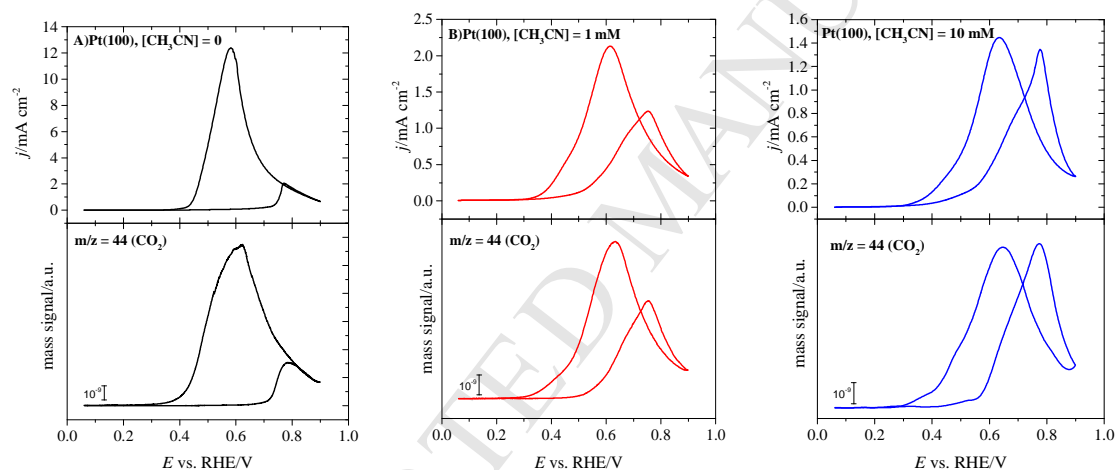 A)Pt(100), [CH₃CN] = 0
14
12
10
8
6
4
2
0
j/mA cm⁻²
m/z = 44 (CO₂)
mass signal/a.u.
10⁻⁹
0.0 0.2 0.4 0.6 0.8 1.0
E vs. RHE/V
B)Pt(100), [CH₃CN] = 1 mM
2.5
2.0
1.5
1.0
0.5
0.0
j/mA cm⁻²
m/z = 44 (CO₂)
mass signal/a.u.
10⁻⁹
0.0 0.2 0.4 0.6 0.8 1.0
E vs. RHE/V
Pt(100), [CH₃CN] = 10 mM
1.6
1.4
1.2
1.0
0.8
0.6
0.4
0.2
0.0
j/mA cm⁻²
m/z = 44 (CO₂)
mass signal/a.u.
10⁻⁹
0.0 0.2 0.4 0.6 0.8 1.0
E vs. RHE/V
TED MANU